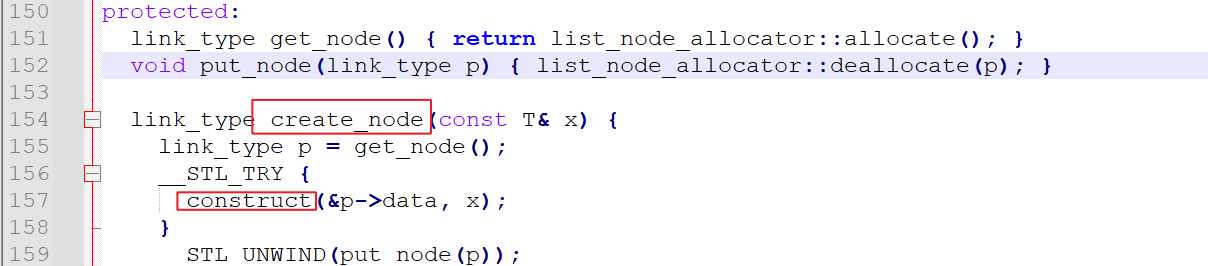 150 protected:
151 link_type get_node() { return list_node_allocator::allocate(); }
152 void put_node(link_type p) { list_node_allocator::deallocate(p); }
153
154 link_type create_node(const T& x) {
155 link_type p = get_node();
156 __STL_TRY {
157 construct(&p->data, x);
158 }
159 STL UNWIND(put node(p));